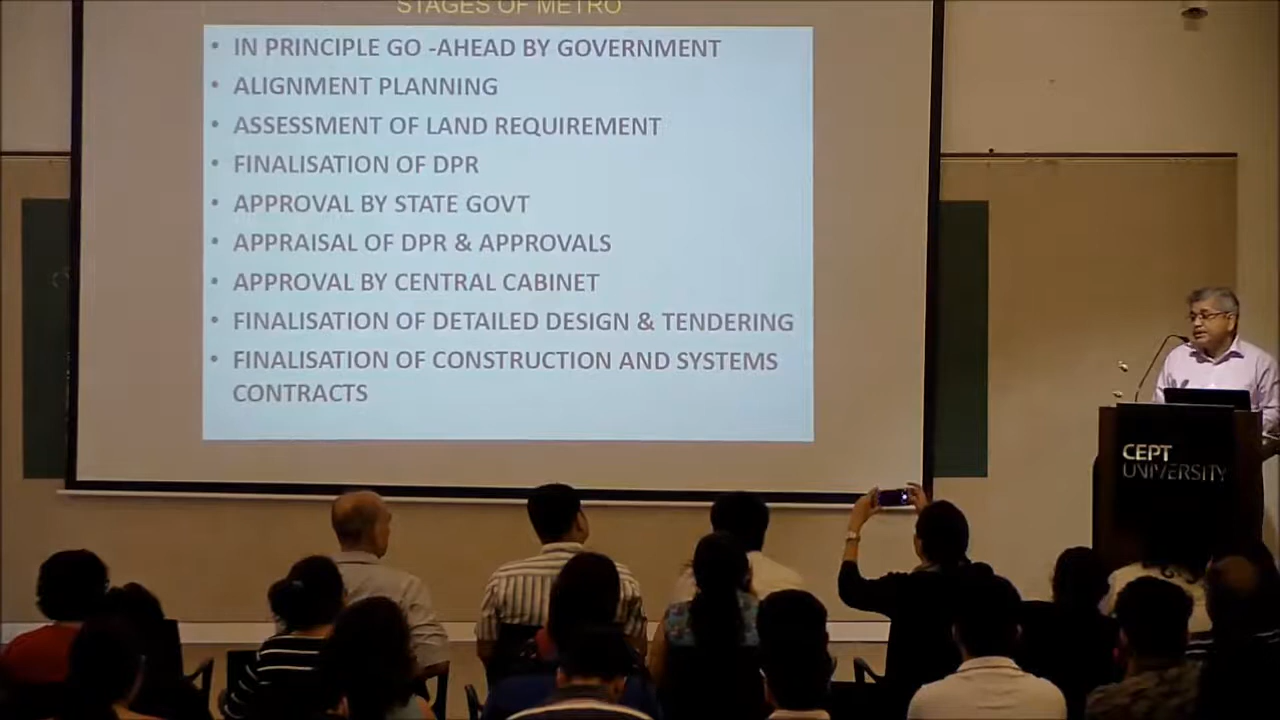 STAGES OF METRO
• IN PRINCIPLE GO -AHEAD BY GOVERNMENT
• ALIGNMENT PLANNING
• ASSESSMENT OF LAND REQUIREMENT
• FINALISATION OF DPR
• APPROVAL BY STATE GOVT
• APPRAISAL OF DPR & APPROVALS
• APPROVAL BY CENTRAL CABINET
• FINALISATION OF DETAILED DESIGN & TENDERING
• FINALISATION OF CONSTRUCTION AND SYSTEMS
CONTRACTS
CEPT
UNIVERSITY